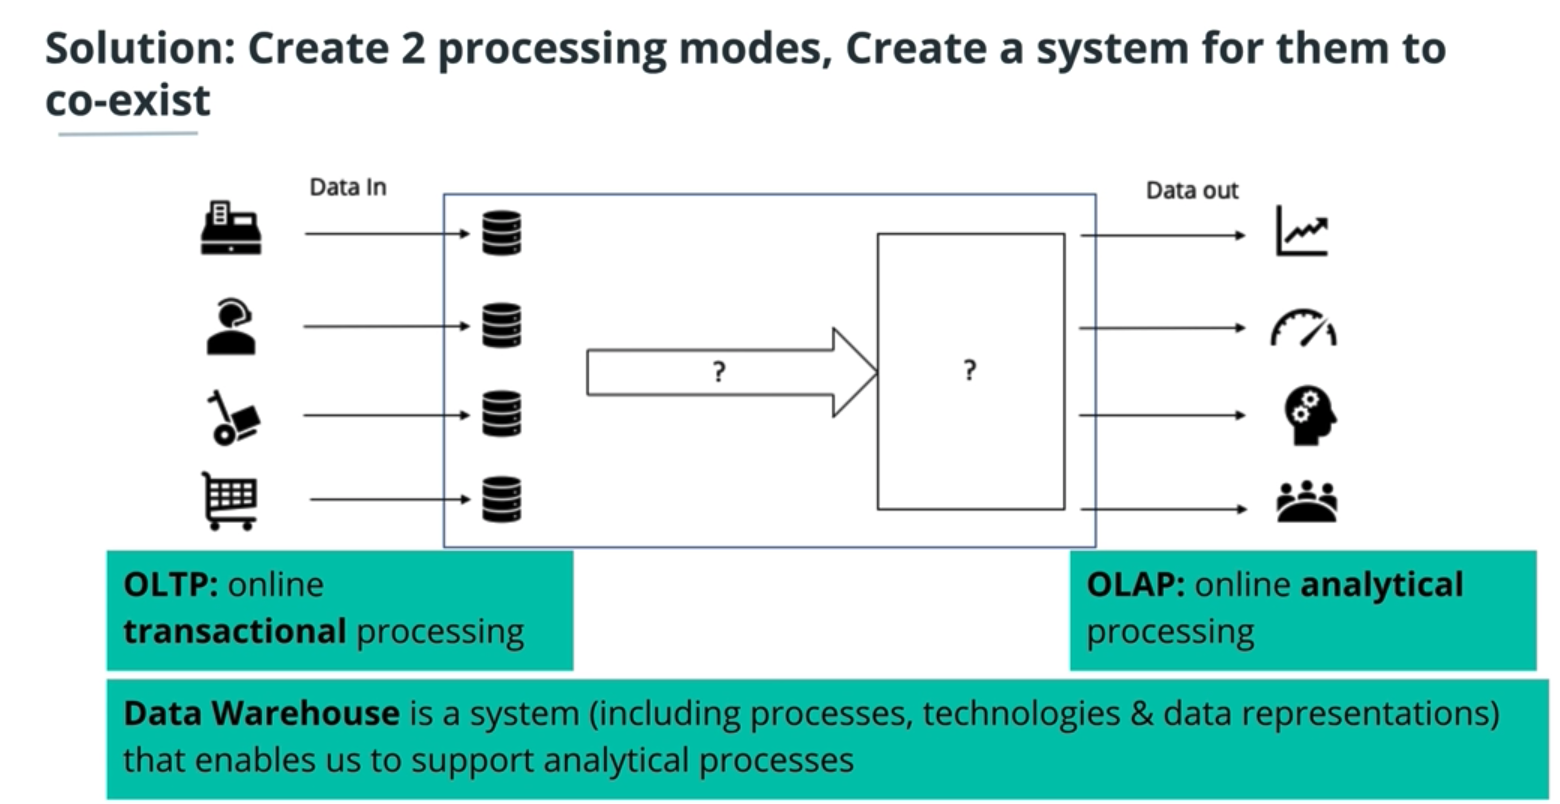 Solution: Create 2 processing modes, Create a system for them to
co-exist
Data In
Data out
?
?
OLTP: online
transactional processing
OLAP: online analytical
processing
Data Warehouse is a system (including processes, technologies & data representations)
that enables us to support analytical processes